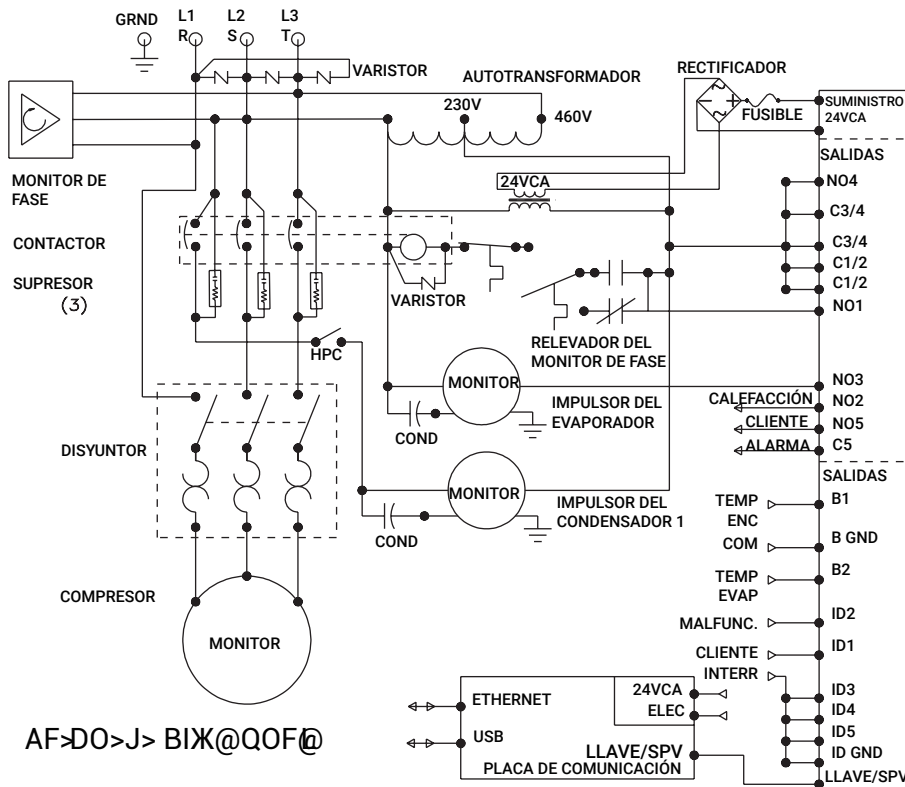 GRND
L1
R
L2
S
L3
T
VARISTOR
AUTOTRANSFORMADOR
RECTIFICADOR
230V
460V
FUSIBLE
SUMINISTRO
24VCA
MONITOR DE
FASE
24VCA
SALIDAS
NO4
C3/4
C3/4
C1/2
C1/2
NO1
CONTACTOR
SUPRESOR
(3)
VARISTOR
RELEVADOR DEL
MONITOR DE FASE
HPC
MONITOR
IMPULSOR DEL
EVAPORADOR
COND
NO3
CALEFACCIÓN
NO2
CLIENTE
NO5
ALARMA
C5
DISYUNTOR
MONITOR
IMPULSOR DEL
CONDENSADOR 1
COND
SALIDAS
TEMP
ENC
B1
COM
B GND
TEMP
EVAP
B2
MALFUNC.
ID2
CLIENTE
ID1
INTERR
ID3
ID4
ID5
ID GND
LLAVE/SPV
COMPRESOR
MONITOR
ETHERNET
USB
24VCA
ELEC
LLAVE/SPV
PLACA DE COMUNICACIÓN